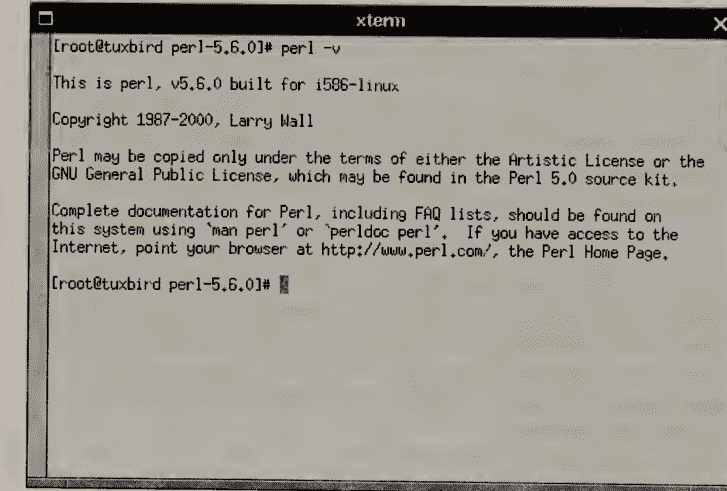 xterm
[root@tuxbird perl-5.6.0]# perl -v
This is perl, v5.6.0 built for i586-linux
Copyright 1987-2000, Larry Wall
Perl may be copied only under the terms of either the Artistic License or the
GNU General Public License, which may be found in the Perl 5.0 source kit.
Complete documentation for Perl, including FAQ lists, should be found on
this system using `man perl' or `perldoc perl'.  If you have access to the
Internet, point your browser at http://www.perl.com/, the Perl Home Page.
[root@tuxbird perl-5.6.0]#